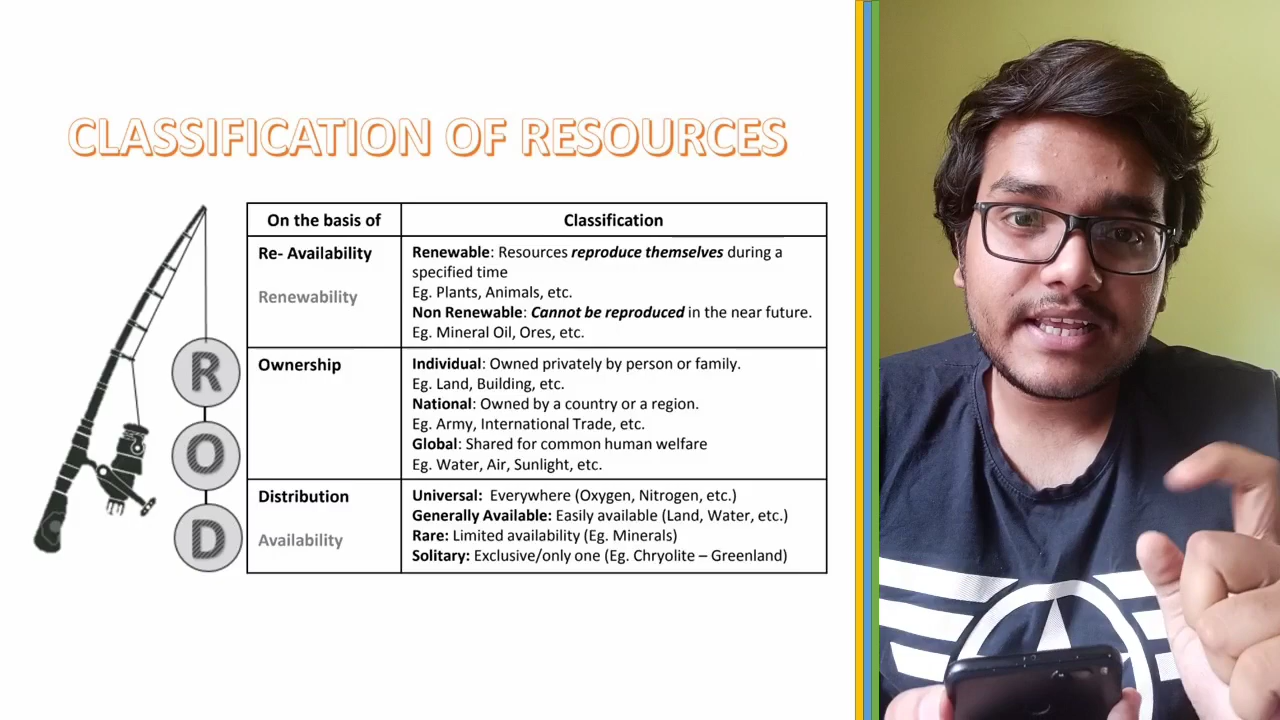 CLASSIFICATION OF RESOURCES
On the basis of
Classification
Re- Availability
Renewability
Renewable: Resources reproduce themselves during a
specified time
Eg. Plants, Animals, etc.
Non Renewable: Cannot be reproduced in the near future.
Eg. Mineral Oil, Ores, etc.
R
Ownership
Individual: Owned privately by person or family.
Eg. Land, Building, etc.
National: Owned by a country or a region.
Eg. Army, International Trade, etc.
Global: Shared for common human welfare
Eg. Water, Air, Sunlight, etc.
O
Distribution
Availability
Universal:  Everywhere (Oxygen, Nitrogen, etc.)
Generally Available: Easily available (Land, Water, etc.)
Rare: Limited availability (Eg. Minerals)
Solitary: Exclusive/only one (Eg. Chryolite – Greenland)
D